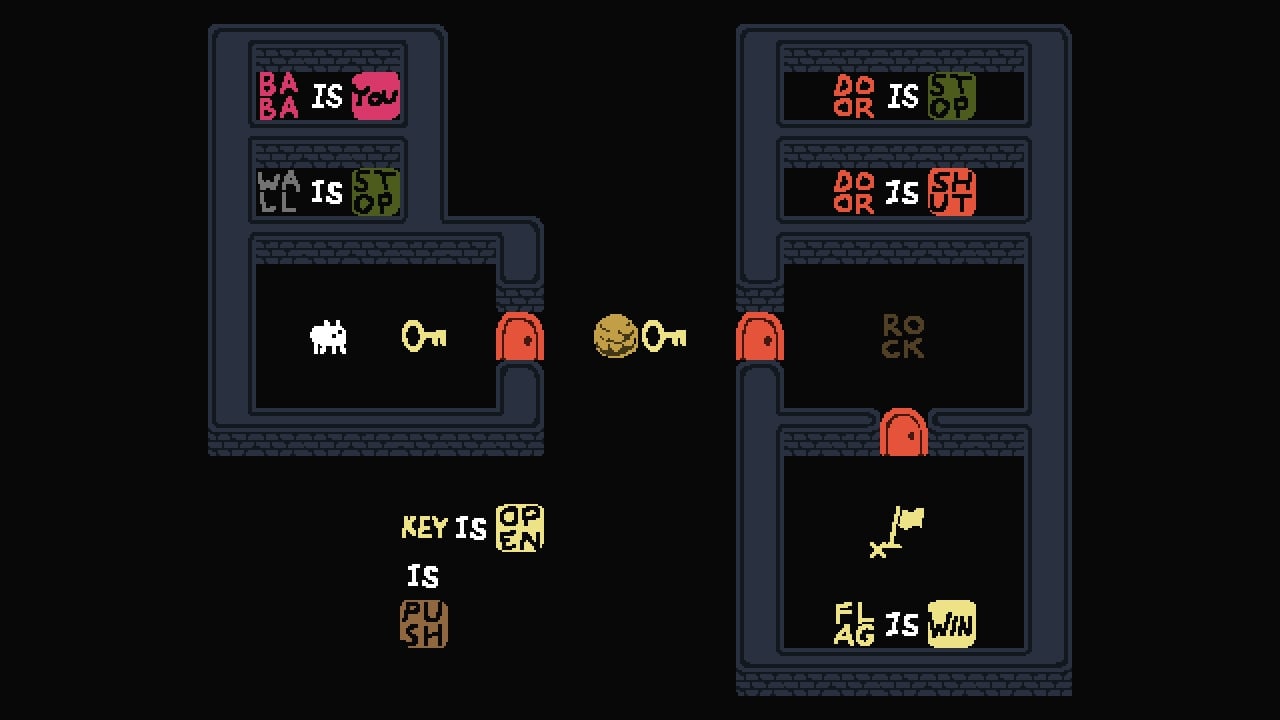 BABA IS YOU
DOOR IS STOP
WALL IS STOP
DOOR IS SHUT
ROCK
KEY IS OPEN
IS
PUSH
FLAG IS WIN